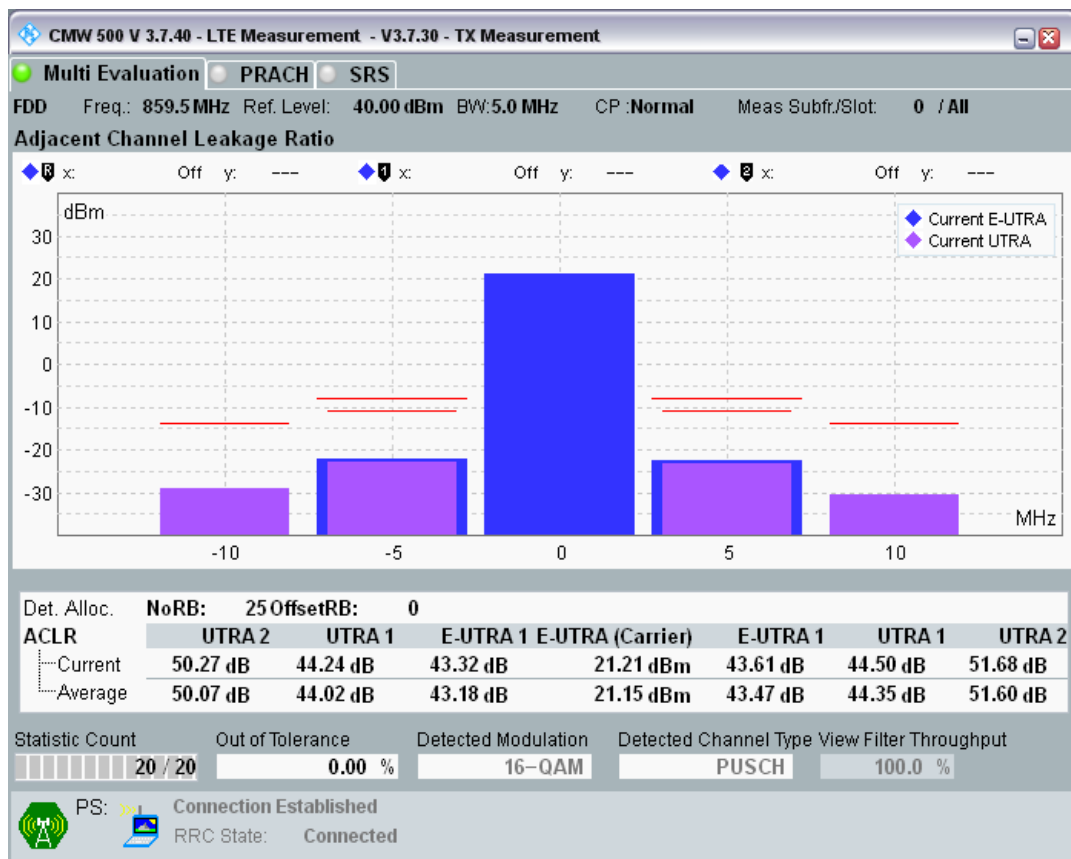 CMW 500 V 3.7.40 - LTE Measurement - V3.7.30 - TX Measurement
Multi Evaluation PRACH SRS
FDD Freq.: 859.5 MHz Ref. Level: 40.00 dBm BW:5.0 MHz CP :Normal Meas Subfr./Slot: 0 / All
Adjacent Channel Leakage Ratio
R x: Off y: --- 1 x: Off y: --- 2 x: Off y: ---
dBm
Current E-UTRA
Current UTRA
30
20
10
0
-10
-20
-30
MHz
-10 -5 0 5 10
Det. Alloc. NoRB: 25 OffsetRB: 0
ACLR UTRA 2 UTRA 1 E-UTRA 1 E-UTRA (Carrier) E-UTRA 1 UTRA 1 UTRA 2
Current 50.27 dB 44.24 dB 43.32 dB 21.21 dBm 43.61 dB 44.50 dB 51.68 dB
Average 50.07 dB 44.02 dB 43.18 dB 21.15 dBm 43.47 dB 44.35 dB 51.60 dB
Statistic Count Out of Tolerance Detected Modulation Detected Channel Type View Filter Throughput
20 / 20 0.00 % 16-QAM PUSCH 100.0 %
PS: Connection Established
RRC State: Connected